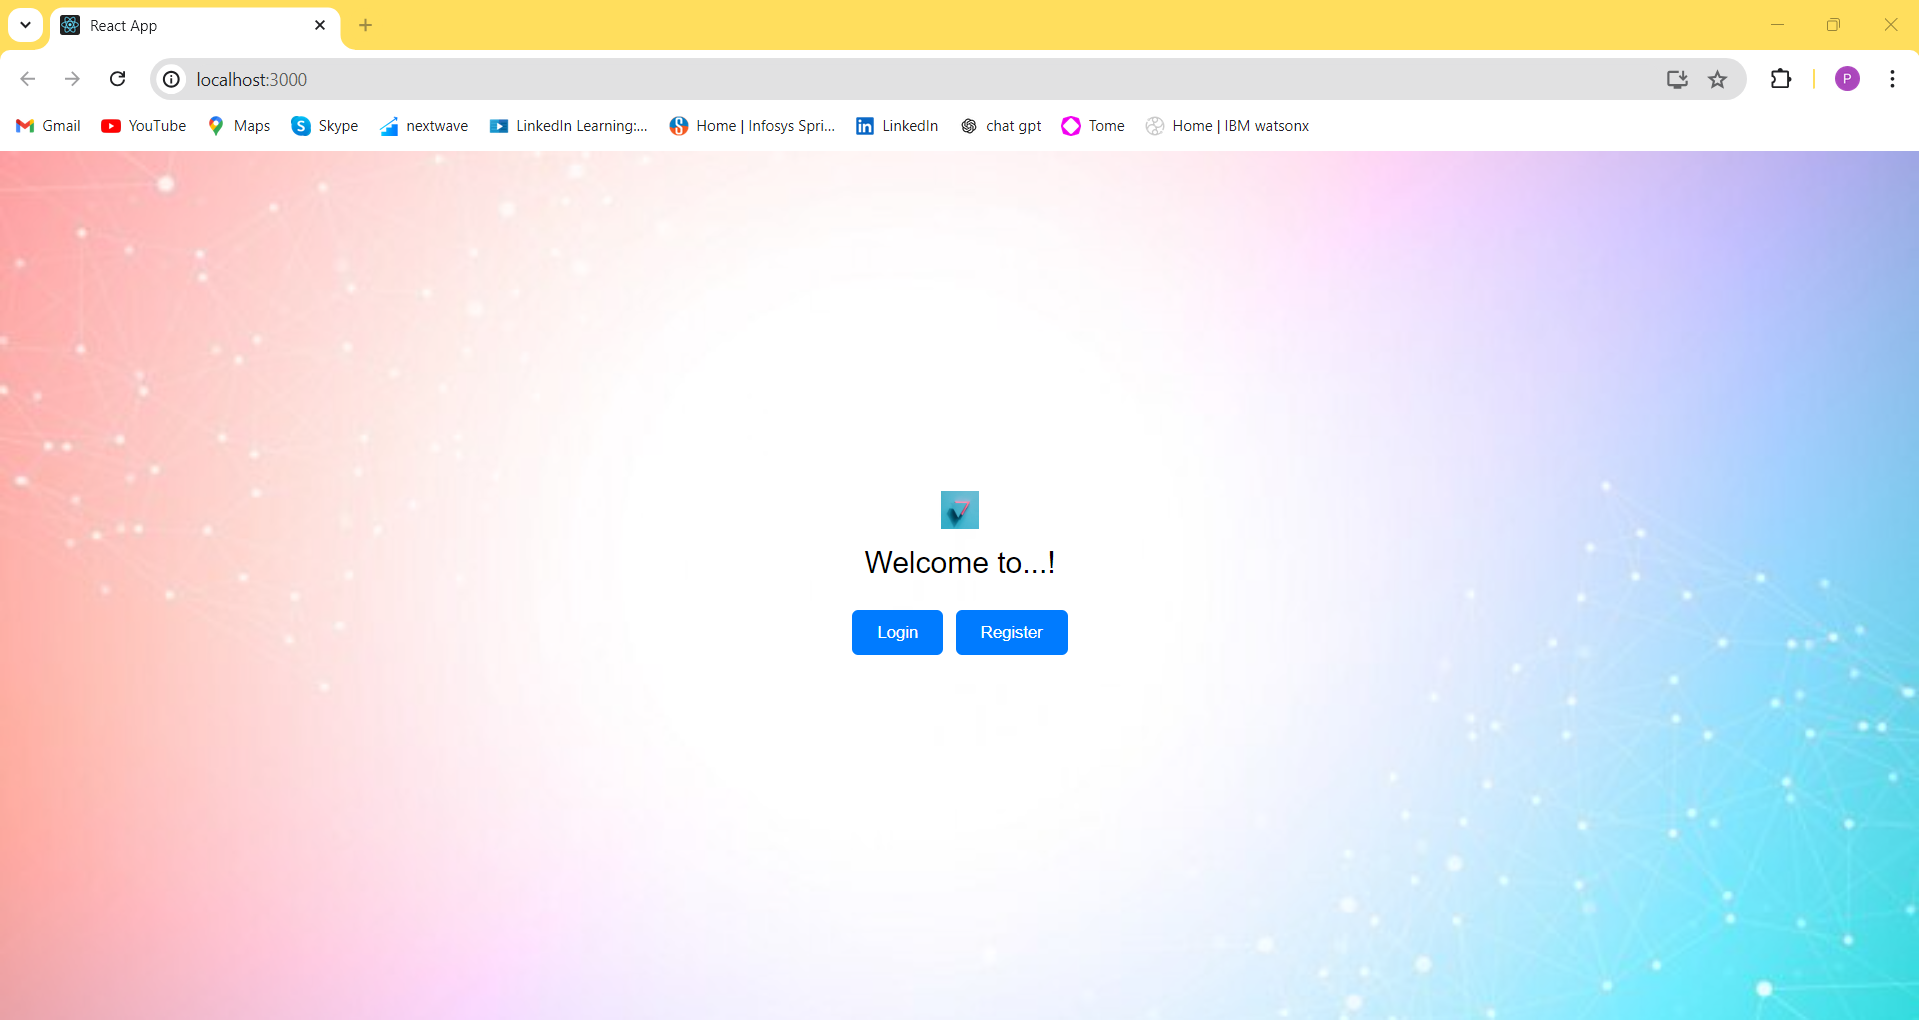 React App
localhost:3000
Gmail YouTube Maps Skype nextwave LinkedIn Learning:... Home | Infosys Spri... LinkedIn chat gpt Tome Home | IBM watsonx
P
Welcome to...!
Login Register